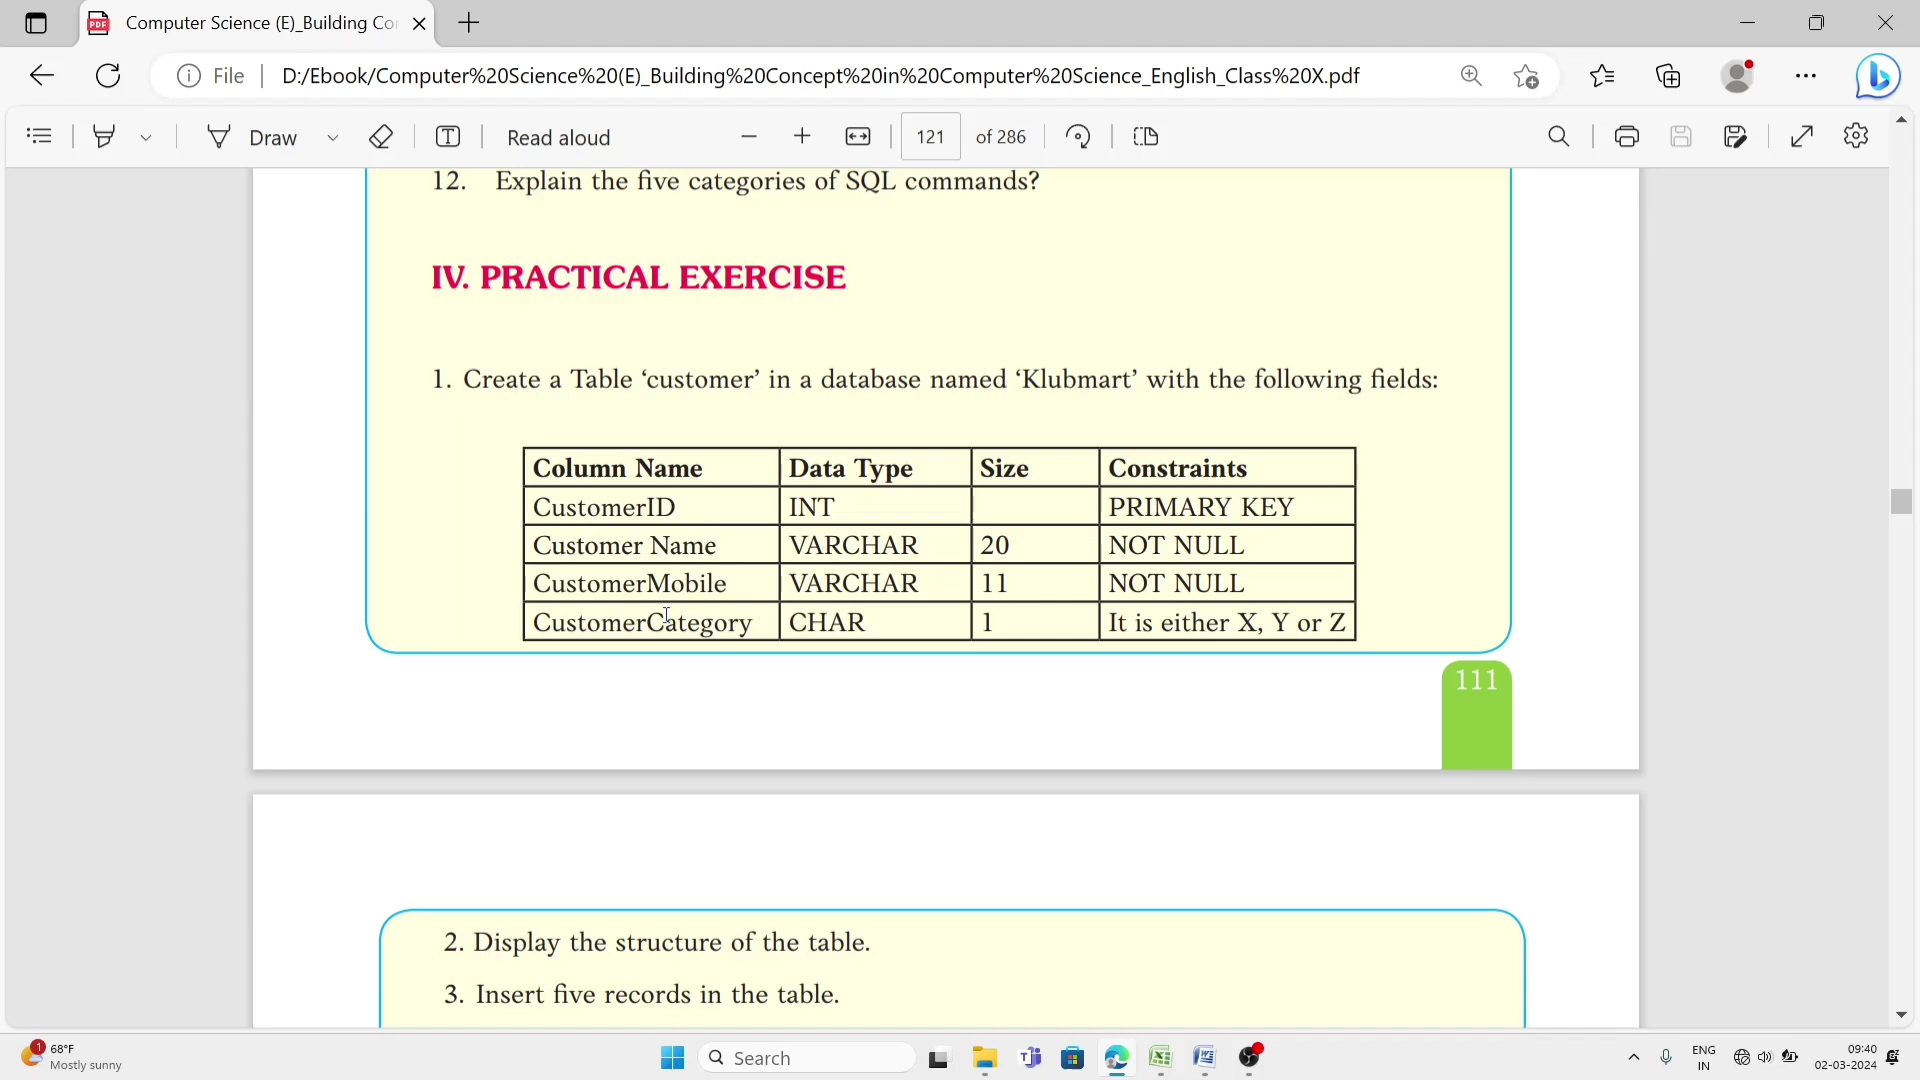 Computer Science (E)_Building Co
File
D:/Ebook/Computer%20Science%20(E)_Building%20Concept%20in%20Computer%20Science_English_Class%20X.pdf
Draw
Read aloud
121 of 286
12. Explain the five categories of SQL commands?
IV. PRACTICAL EXERCISE
1. Create a Table ‘customer’ in a database named ‘Klubmart’ with the following fields:
Column Name Data Type Size Constraints
CustomerID INT PRIMARY KEY
Customer Name VARCHAR 20 NOT NULL
CustomerMobile VARCHAR 11 NOT NULL
CustomerCategory CHAR 1 It is either X, Y or Z
111
2. Display the structure of the table.
3. Insert five records in the table.
1
68°F
Mostly sunny
Search
ENG
IN
09:40
02-03-2024